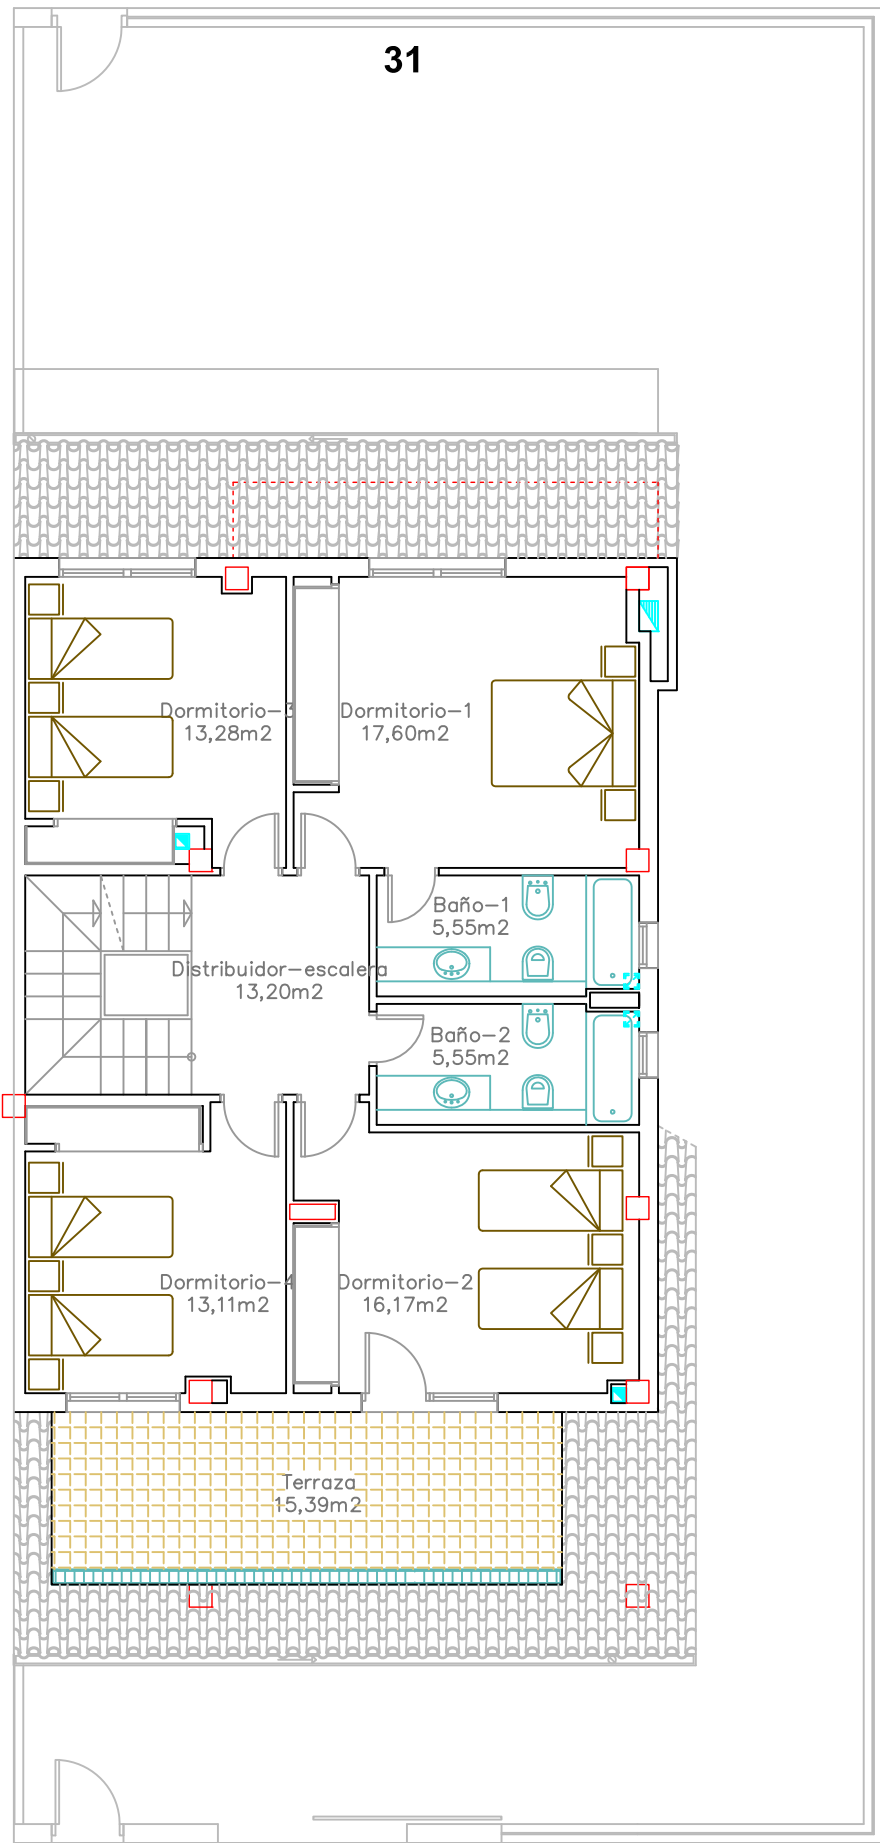 31
Dormitorio-3
13,28m2
Dormitorio-1
17,60m2
Baño-1
5,55m2
Distribuidor-escalera
13,20m2
Baño-2
5,55m2
Dormitorio-4
13,11m2
Dormitorio-2
16,17m2
Terraza
15,39m2